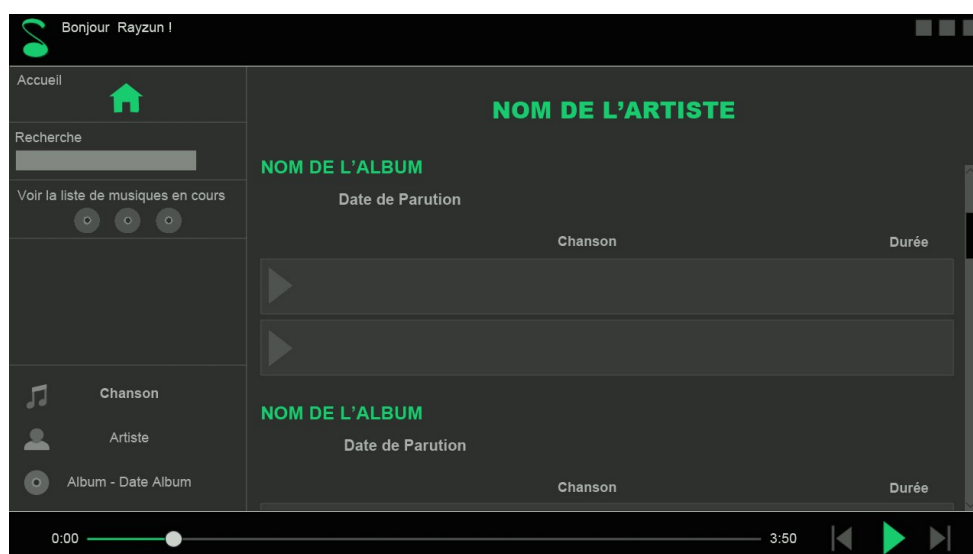 Bonjour Rayzun !
Accueil
Recherche
Voir la liste de musiques en cours
Chanson
Artiste
Album - Date Album
NOM DE L'ARTISTE
NOM DE L'ALBUM
Date de Parution
Chanson Durée
NOM DE L'ALBUM
Date de Parution
Chanson Durée
0:00 3:50